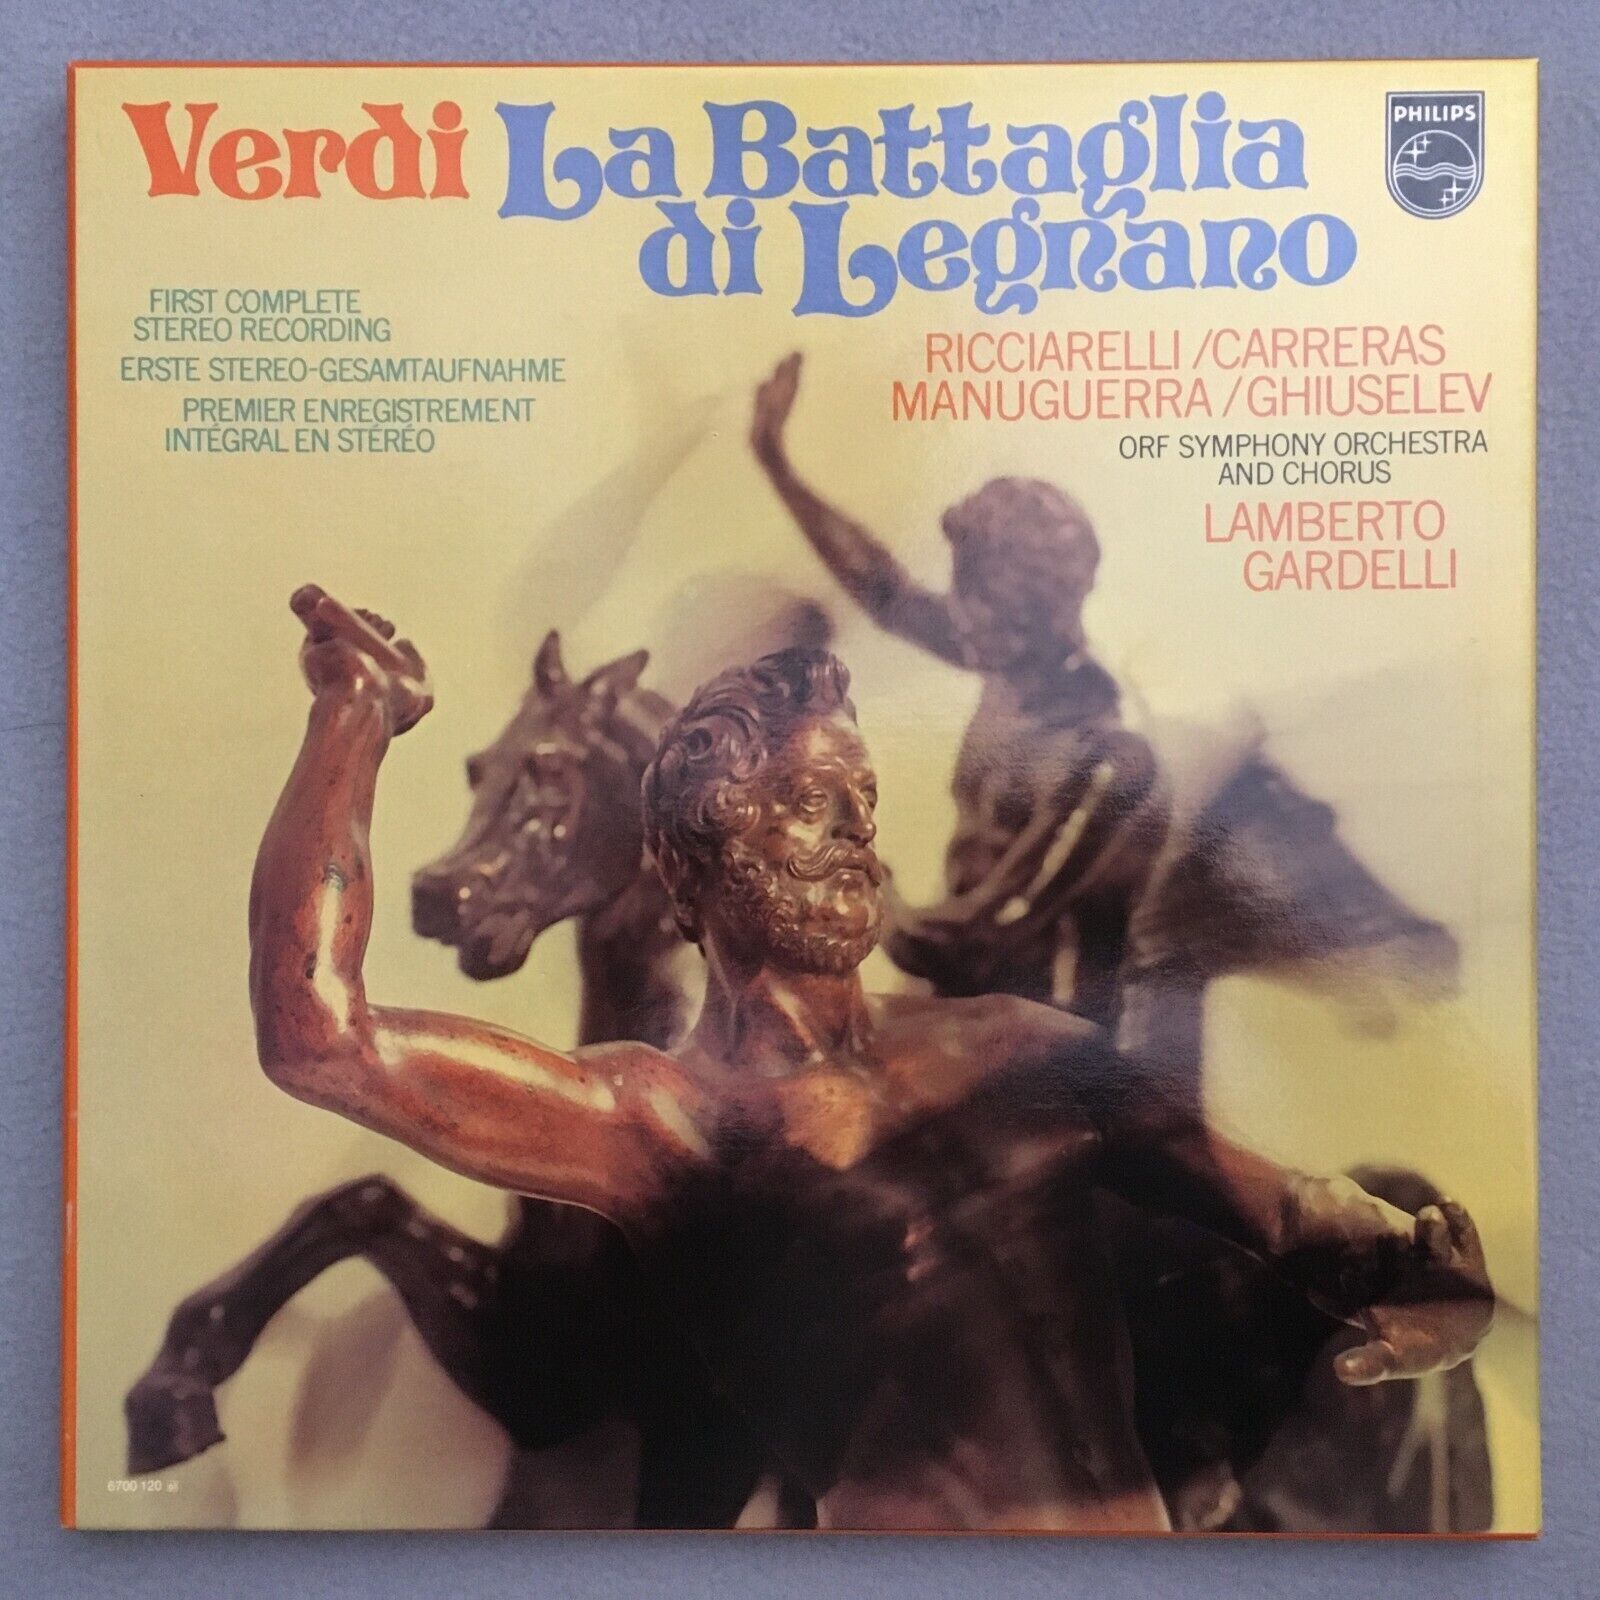 Verdi La Battaglia
di Legnano
PHILIPS
FIRST COMPLETE
STEREO RECORDING
ERSTE STEREO-GESAMTAUFNAHME
PREMIER ENREGISTREMENT
INTÉGRAL EN STÉRÉO
RICCIARELLI/CARRERAS
MANUGUERRA/GHIUSELEV
ORF SYMPHONY ORCHESTRA
AND CHORUS
LAMBERTO
GARDELLI
6700 120